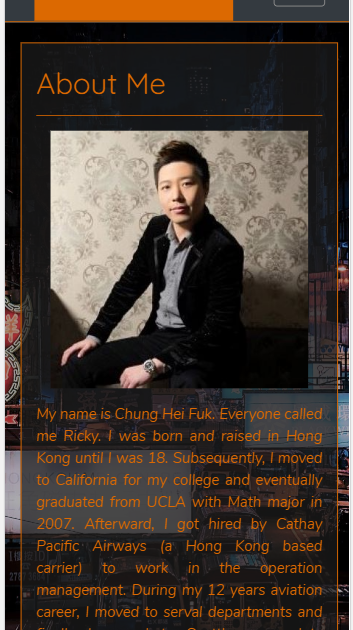 About Me
My name is Chung Hei Fuk. Everyone called
me Ricky. I was born and raised in Hong
Kong until I was 18. Subsequently, I moved
to California for my college and eventually
graduated from UCLA with Math major in
2007. Afterward, I got hired by Cathay
Pacific Airways (a Hong Kong based
carrier) to work in the operation
management. During my 12 years aviation
career, I moved to serval departments and